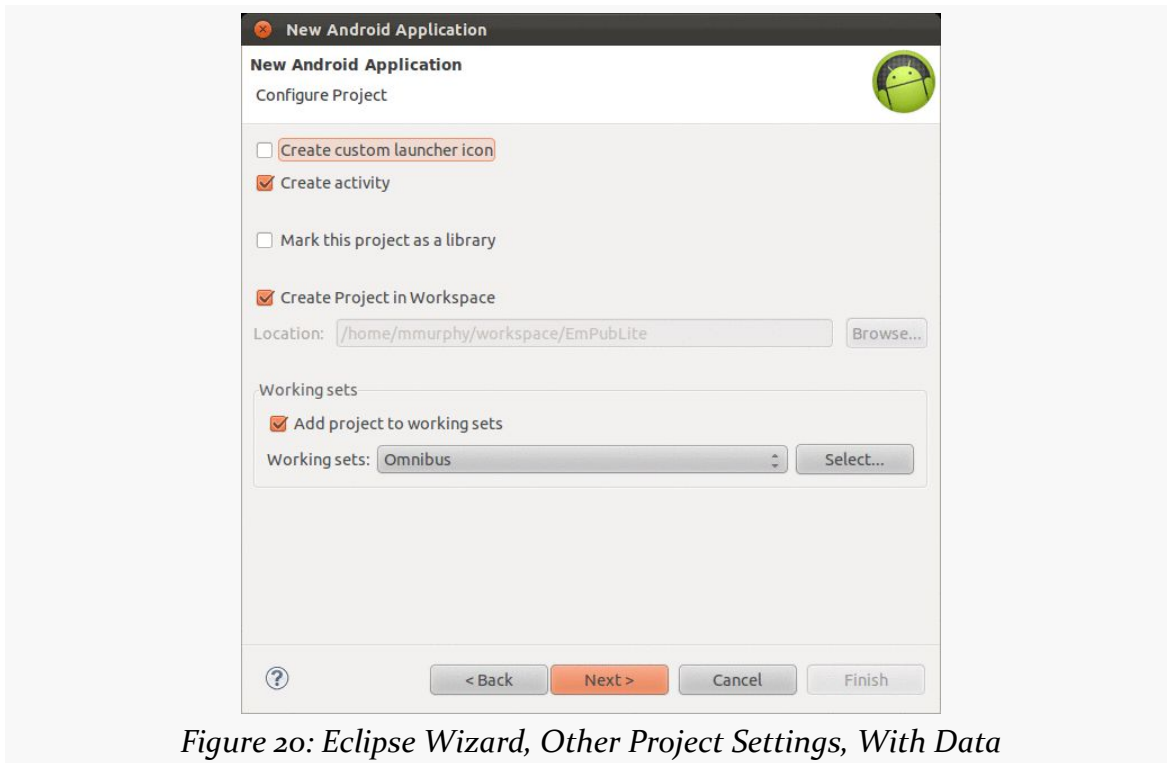 New Android Application
New Android Application
Configure Project
Create custom launcher icon
Create activity
Mark this project as a library
Create Project in Workspace
Location: /home/mmurphy/workspace/EmPubLite Browse...
Working sets
Add project to working sets
Working sets: Omnibus Select...
? < Back Next > Cancel Finish
Figure 20: Eclipse Wizard, Other Project Settings, With Data